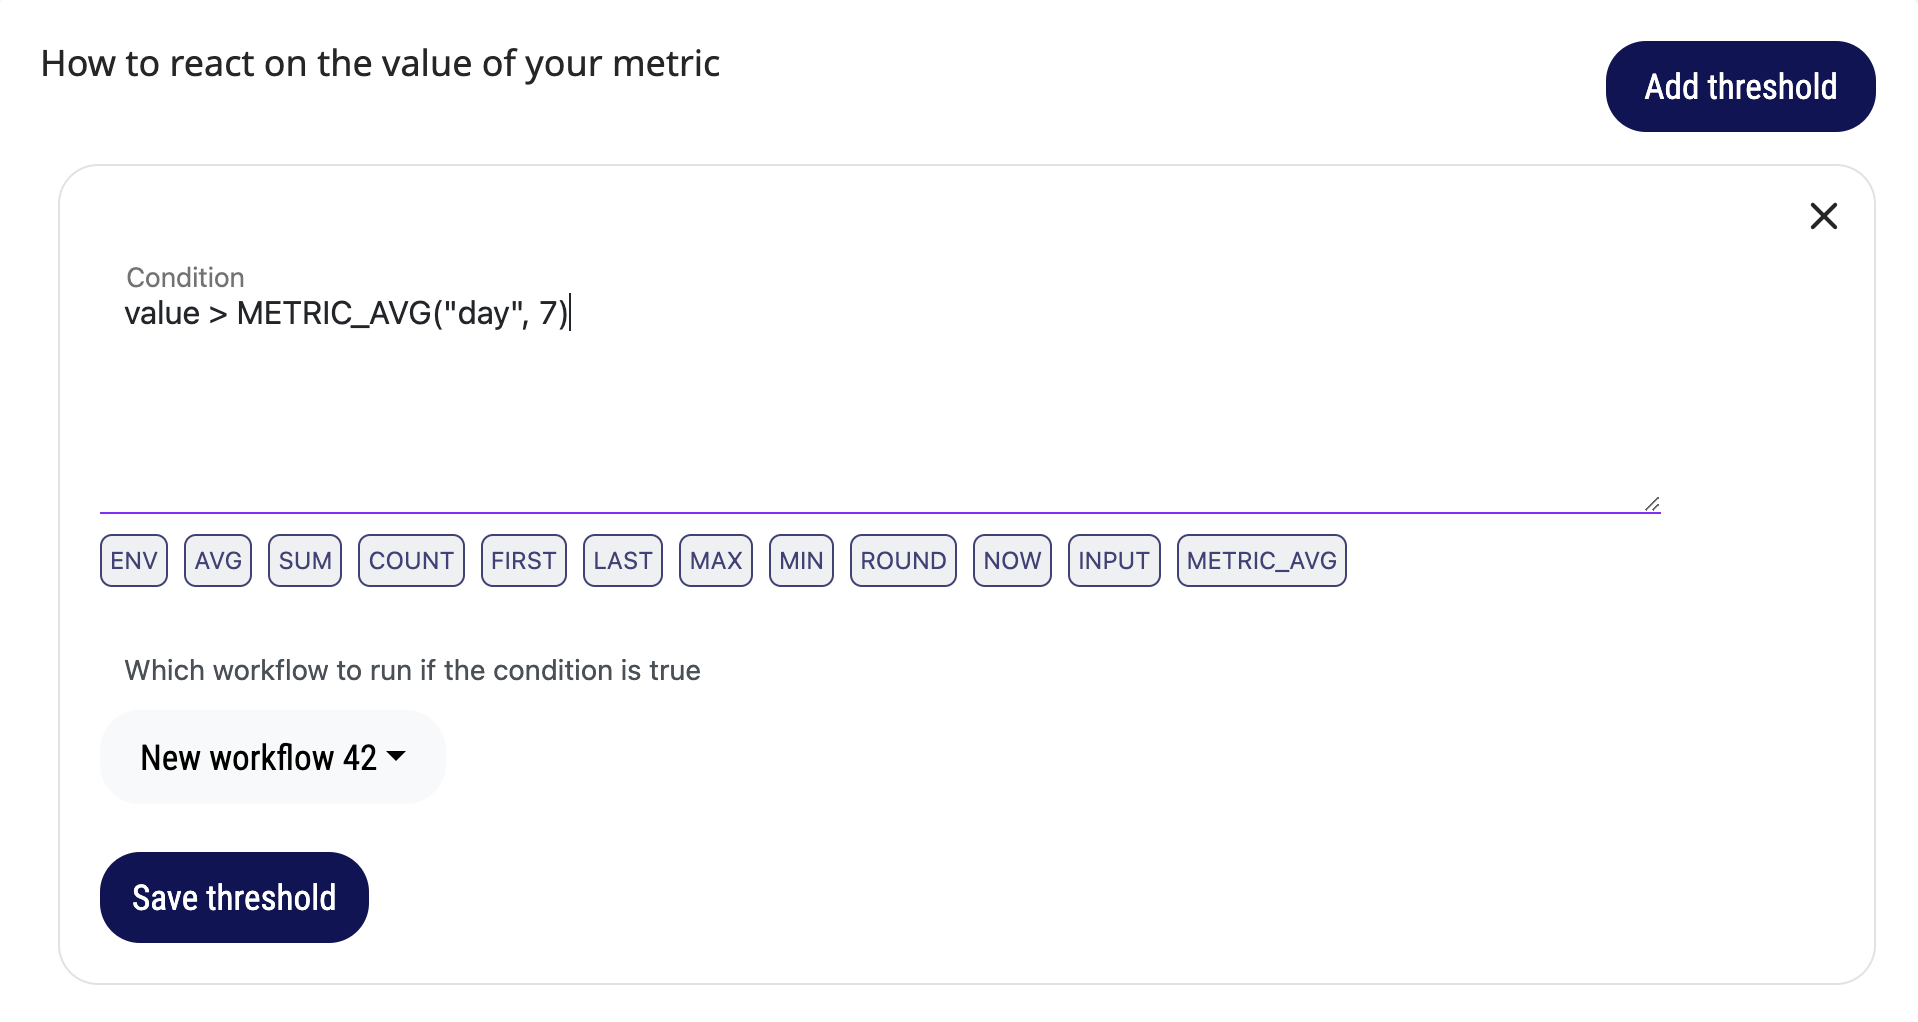 How to react on the value of your metric
Add threshold
Condition
value > METRIC_AVG("day", 7)
ENV AVG SUM COUNT FIRST LAST MAX MIN ROUND NOW INPUT METRIC_AVG
Which workflow to run if the condition is true
New workflow 42
Save threshold